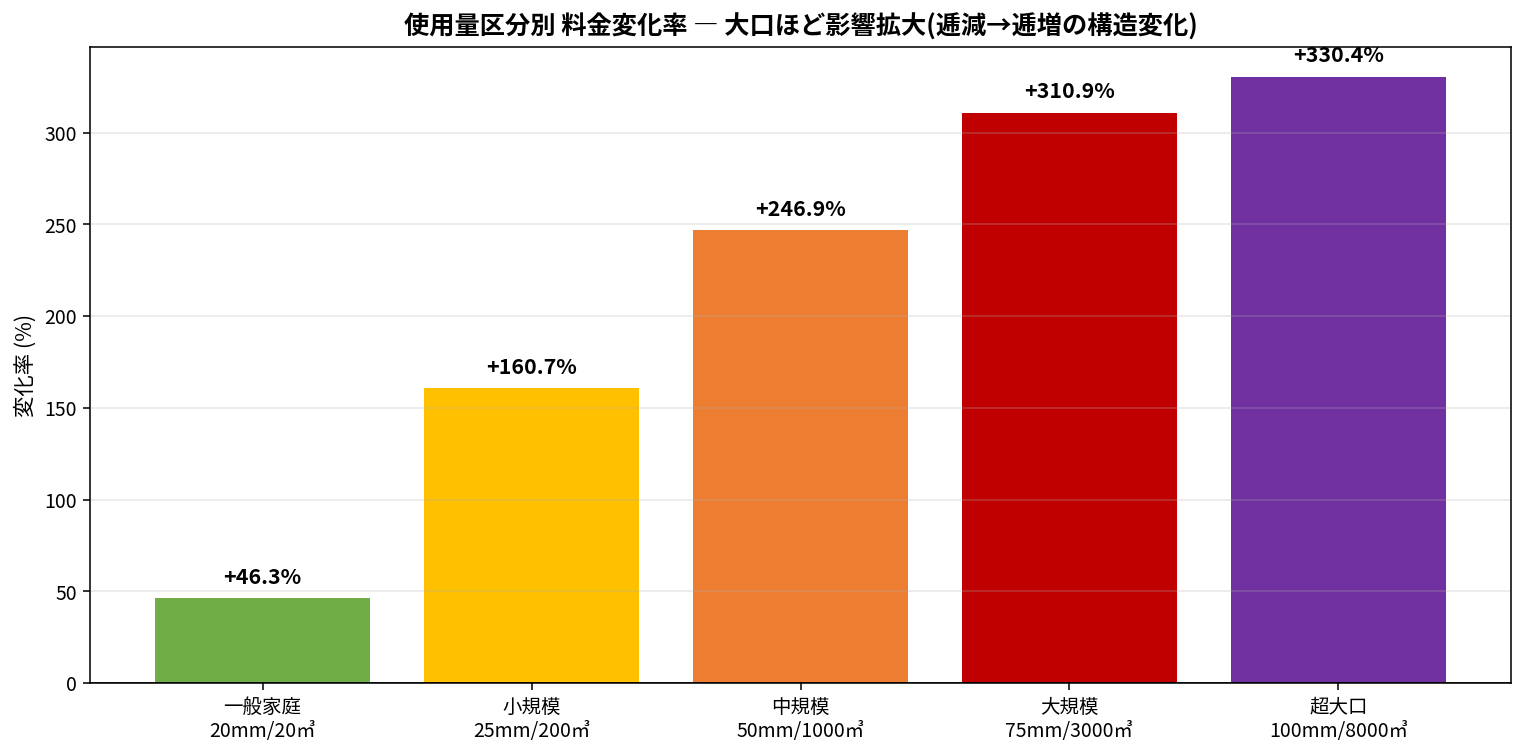 使用量区分別 料金変化率 — 大口ほど影響拡大(逓減→逓増の構造変化)
変化率 (%)
300
250
200
150
100
50
0
+46.3%
+160.7%
+246.9%
+310.9%
+330.4%
一般家庭
20mm/20㎥
小規模
25mm/200㎥
中規模
50mm/1000㎥
大規模
75mm/3000㎥
超大口
100mm/8000㎥